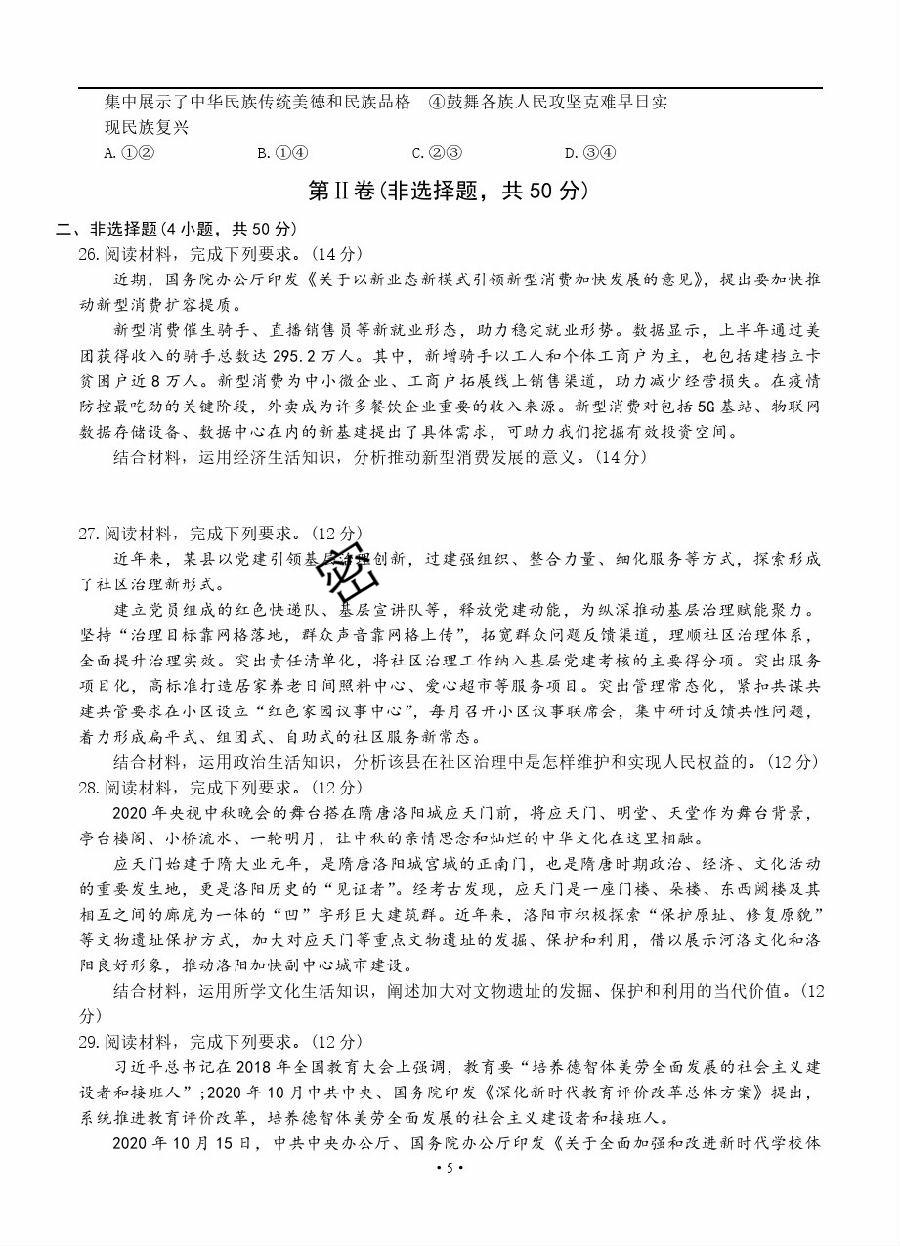 集中展示了中华民族传统美德和民族品格　④鼓舞各族人民攻坚克难早日实
现民族复兴
A.①②　　　　B.①④　　　　C.②③　　　　D.③④
第Ⅱ卷(非选择题，共50分)
二、非选择题(4小题，共50分)
26.阅读材料，完成下列要求。(14分)
近期，国务院办公厅印发《关于以新业态新模式引领新型消费加快发展的意见》，提出要加快推
动新型消费扩容提质。
新型消费催生骑手、直播销售员等新就业形态，助力稳定就业形势。数据显示，上半年通过美
团获得收入的骑手总数达295.2万人。其中，新增骑手以工人和个体工商户为主，也包括建档立卡
贫困户近8万人。新型消费为中小微企业、工商户拓展线上销售渠道，功力减少经营损失。在疫情
防控最吃劲的关键阶段，外卖成为许多餐饮企业重要的收入来源。新型消费对包括5G基站、物联网
数据存储设备、数据中心在内的新基建提出了具体需求，可助力我们挖掘有效投资空间。
结合材料，运用经济生活知识，分析推动新型消费发展的意义。(14分)
27.阅读材料，完成下列要求。(12分)
近年来，某县以党建引领基层治理创新，过建强组织、整合力量、细化服务等方式，探索形成
了社区治理新形式。
建立党员组成的红色快递队、基层宣讲队等，释放党建动能，为纵深推动基层治理赋能聚力。
坚持“治理目标靠网格落地，群众声音靠网格上传”，拓宽群众问题反馈渠道，理顺社区治理体系，
全面提升治理实效。突出责任清单化，将社区治理工作纳入基层党建考核的主要得分项。突出服务
项目化，高标准打造居家养老日间照料中心、爱心超市等服务项目。突出管理常态化，紧扣共谋共
建共管要求在小区设立“红色家园议事中心”，每月召开小区议事联席会，集中研讨反馈共性问题，
着力形成扁平式、组团式、自助式的社区服务新常态。
结合材料，运用政治生活知识，分析该县在社区治理中是怎样维护和实现人民权益的。(12分)
28.阅读材料，完成下列要求。(12分)
2020年央视中秋晚会的舞台搭在隋唐洛阳城应天门前，将应天门、明堂、天堂作为舞台背景，
亭台楼阁、小桥流水、一轮明月，让中秋的亲情思念和灿烂的中华文化在这里相融。
应天门始建于隋大业元年，是隋唐洛阳城宫城的正南门，也是隋唐时期政治、经济、文化活动
的重要发生地，更是洛阳历史的“见证者”。经考古发现，应天门是一座门楼、朵楼、东西阙楼及其
相互之间的廊庑为一体的“凹”字形巨大建筑群。近年来，洛阳市积极探索“保护原址、修复原貌”
等文物遗址保护方式，加大对应天门等重点文物遗址的发掘、保护和利用，借以展示河洛文化和洛
阳良好形象，推动洛阳加快副中心城市建设。
结合材料，运用所学文化生活知识，阐述加大对文物遗址的发掘、保护和利用的当代价值。(12
分)
29.阅读材料，完成下列要求。(12分)
习近平总书记在2018年全国教育大会上强调，教育要“培养德智体美劳全面发展的社会主义建
设者和接班人”;2020年10月中共中央、国务院印发《深化新时代教育评价改革总体方案》提出，
系统推进教育评价改革，培养德智体美劳全面发展的社会主义建设者和接班人。
2020年10月15日，中共中央办公厅、国务院办公厅印发《关于全面加强和改进新时代学校体
·5·
密